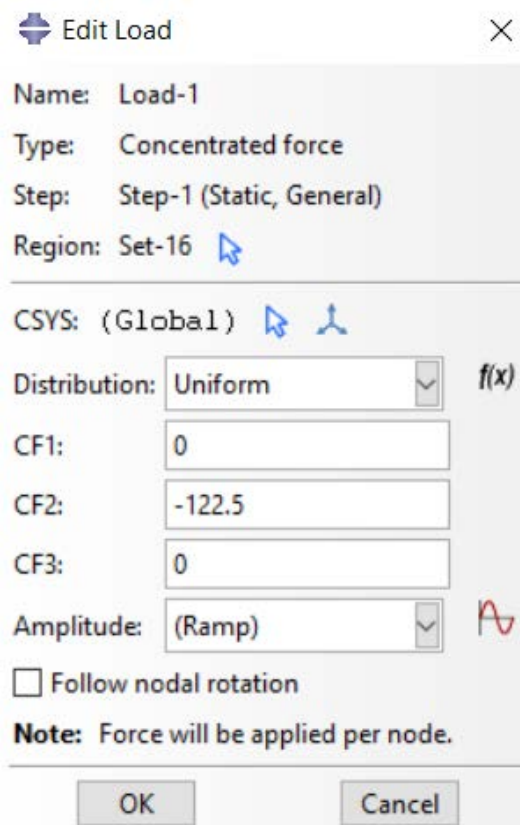 Edit Load
Name: Load-1
Type: Concentrated force
Step: Step-1 (Static, General)
Region: Set-16
CSYS: (Global)
Distribution: Uniform f(x)
CF1: 0
CF2: -122.5
CF3: 0
Amplitude: (Ramp)
Follow nodal rotation
Note: Force will be applied per node.
OK Cancel